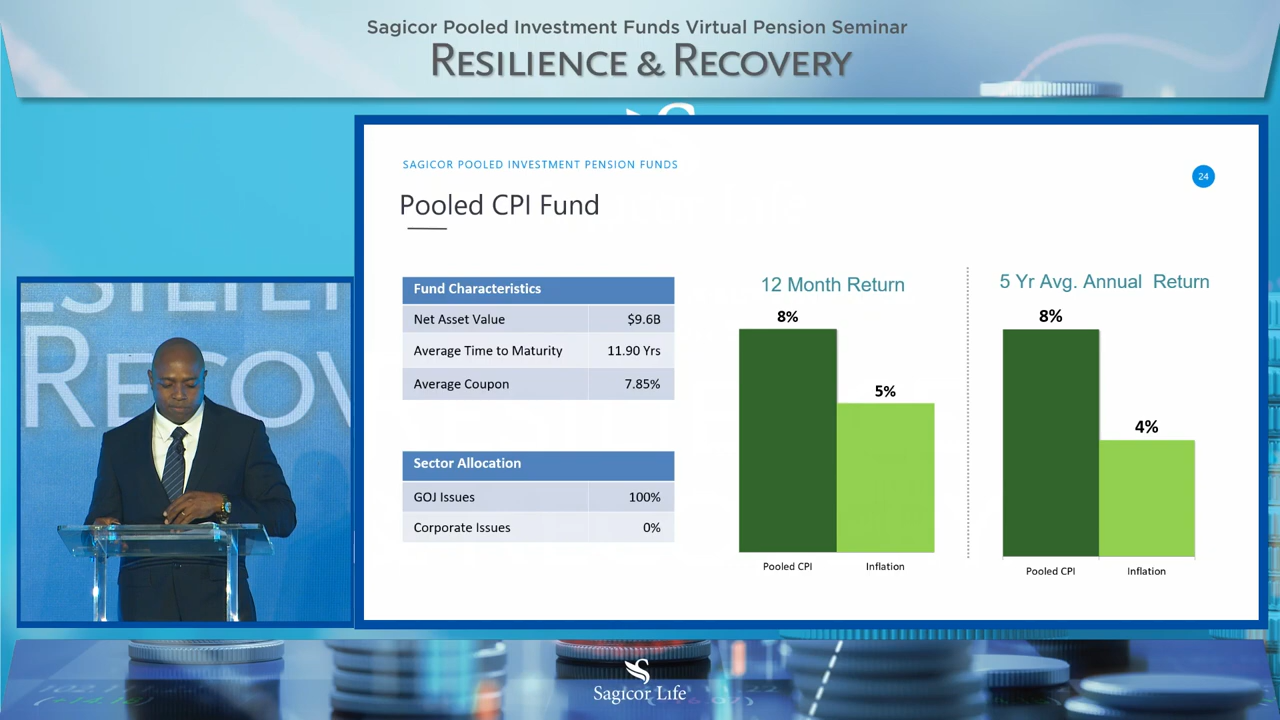 Sagicor Pooled Investment Funds Virtual Pension Seminar
RESILIENCE & RECOVERY
SAGICOR POOLED INVESTMENT PENSION FUNDS
24
Pooled CPI Fund
Fund Characteristics
Net Asset Value $9.6B
Average Time to Maturity 11.90 Yrs
Average Coupon 7.85%
Sector Allocation
GOJ Issues 100%
Corporate Issues 0%
12 Month Return
8%
5%
Pooled CPI Inflation
5 Yr Avg. Annual Return
8%
4%
Pooled CPI Inflation
Sagicor Life